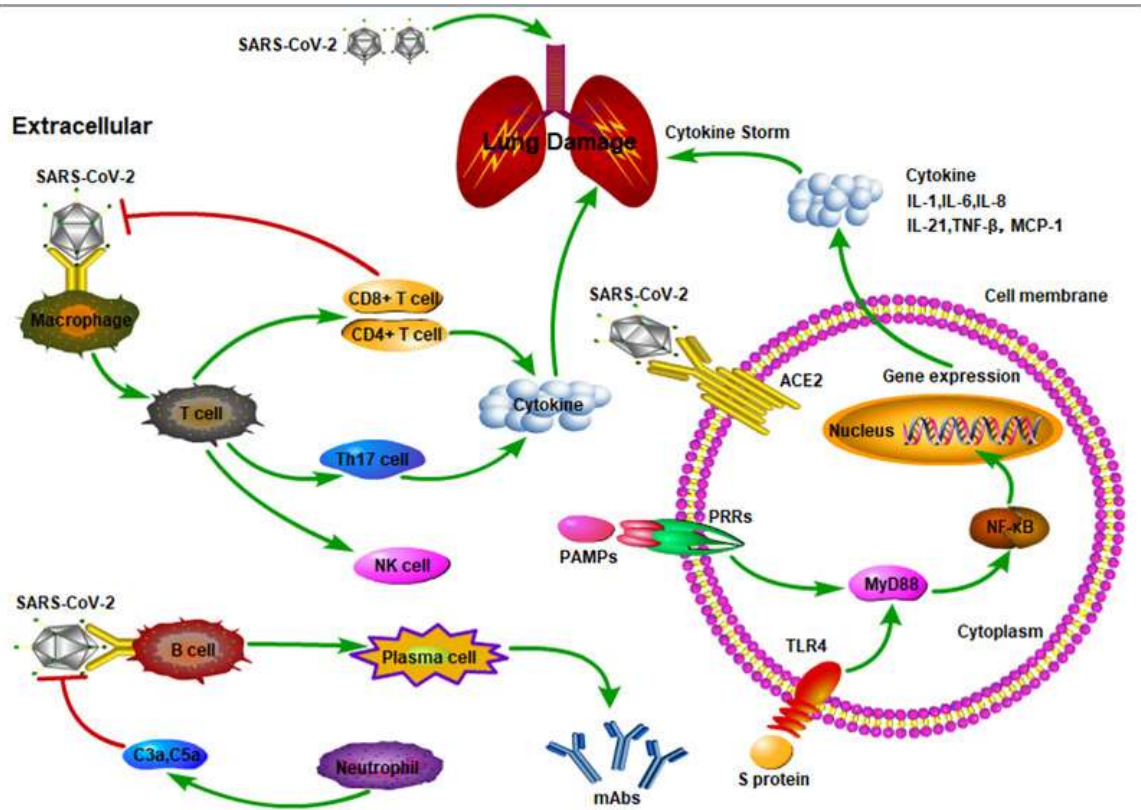 SARS-CoV-2
Extracellular
Lung Damage
Cytokine Storm
SARS-CoV-2
Cytokine
IL-1,IL-6,IL-8
IL-21,TNF-β, MCP-1
Macrophage
CD8+ T cell
CD4+ T cell
SARS-CoV-2
Cell membrane
ACE2
Gene expression
T cell
Cytokine
Nucleus
Th17 cell
PRRs
NF-κB
PAMPs
NK cell
MyD88
SARS-CoV-2
B cell
Plasma cell
Cytoplasm
TLR4
C3a,C5a
Neutrophil
mAbs
S protein